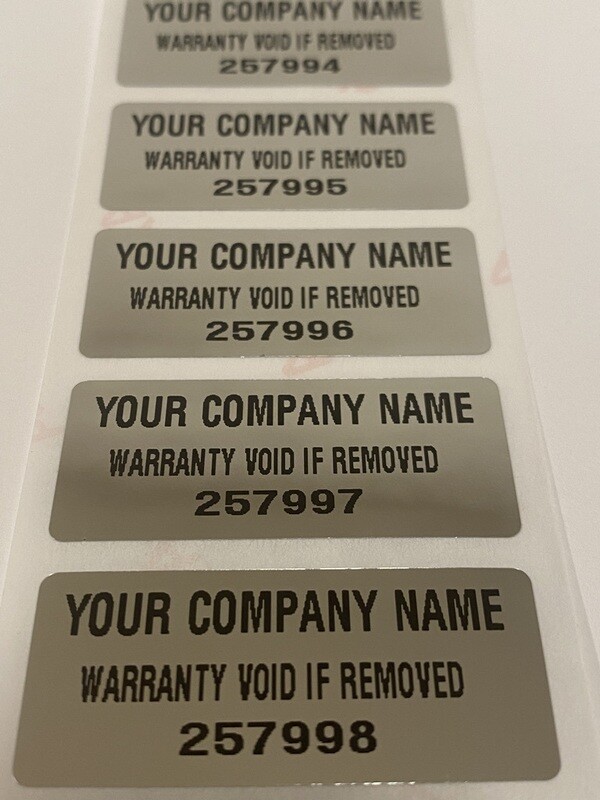 YOUR COMPANY NAME
WARRANTY VOID IF REMOVED
257994
YOUR COMPANY NAME
WARRANTY VOID IF REMOVED
257995
YOUR COMPANY NAME
WARRANTY VOID IF REMOVED
257996
YOUR COMPANY NAME
WARRANTY VOID IF REMOVED
257997
YOUR COMPANY NAME
WARRANTY VOID IF REMOVED
257998